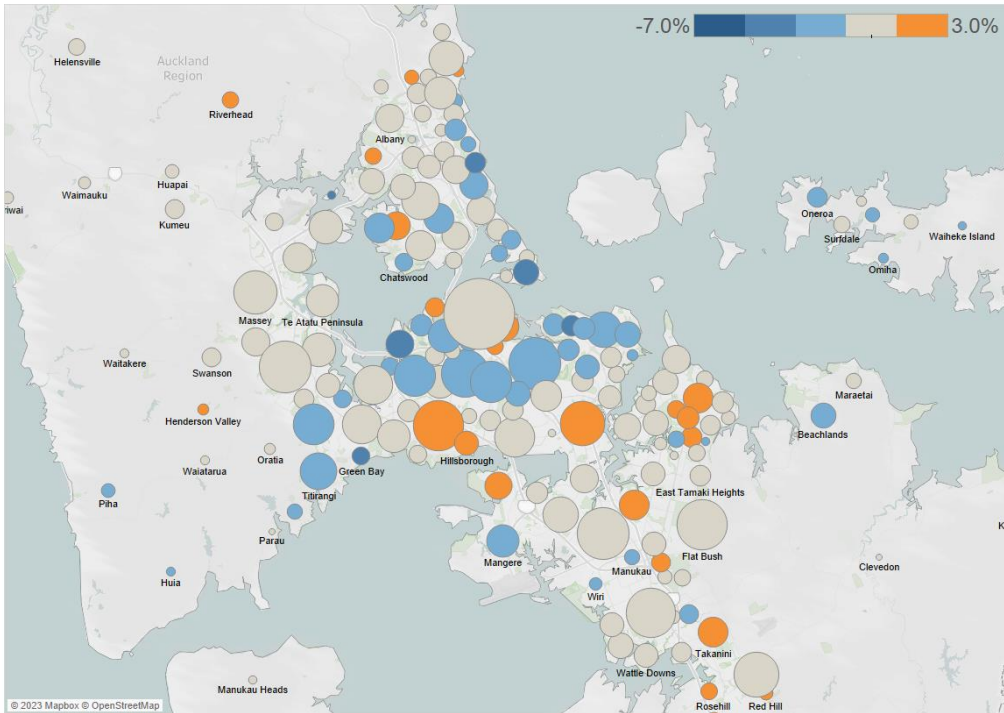 -7.0%
3.0%
Helensville
Auckland
Region
Riverhead
Albany
Huapai
Waimauku
Oneroa
Kumeu
Surfdale
Waiheke Island
Omiha
Chatswood
Massey
Te Atatu Peninsula
Waitakere
Swanson
Maraetai
Henderson Valley
Beachlands
Oratia
Hillsborough
Waiatarua
Green Bay
Titirangi
East Tamaki Heights
Piha
Parau
Mangere
Flat Bush
Manukau
Clevedon
Huia
Wiri
Takanini
Wattle Downs
Manukau Heads
Rosehill
Red Hill
© 2023 Mapbox © OpenStreetMap